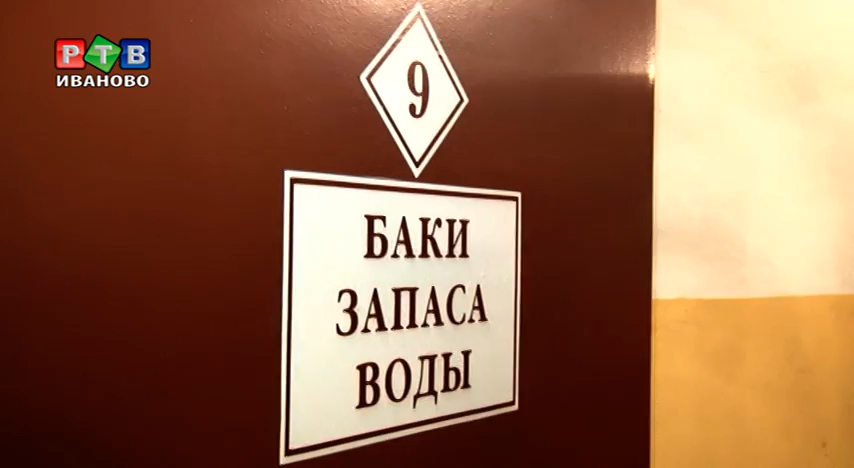 РТВ
ИВАНОВО
9
БАКИ
ЗАПАСА
ВОДЫ